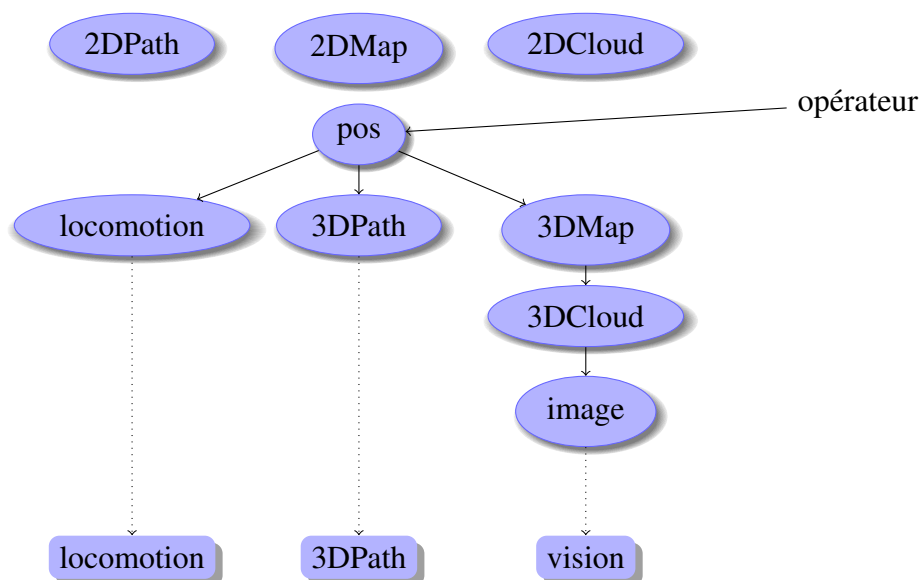 2DPath
2DMap
2DCloud
opérateur
pos
locomotion
3DPath
3DMap
3DCloud
image
locomotion
3DPath
vision